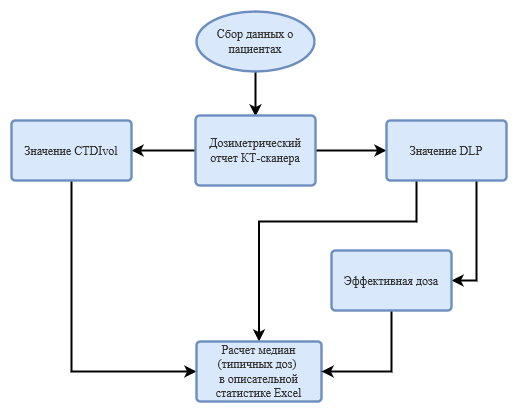 Сбор данных о
пациентах
Дозиметрический
отчет КТ-сканера
Значение CTDIvol
Значение DLP
Эффективная доза
Расчет медиан
(типичных доз)
в описательной
статистике Excel